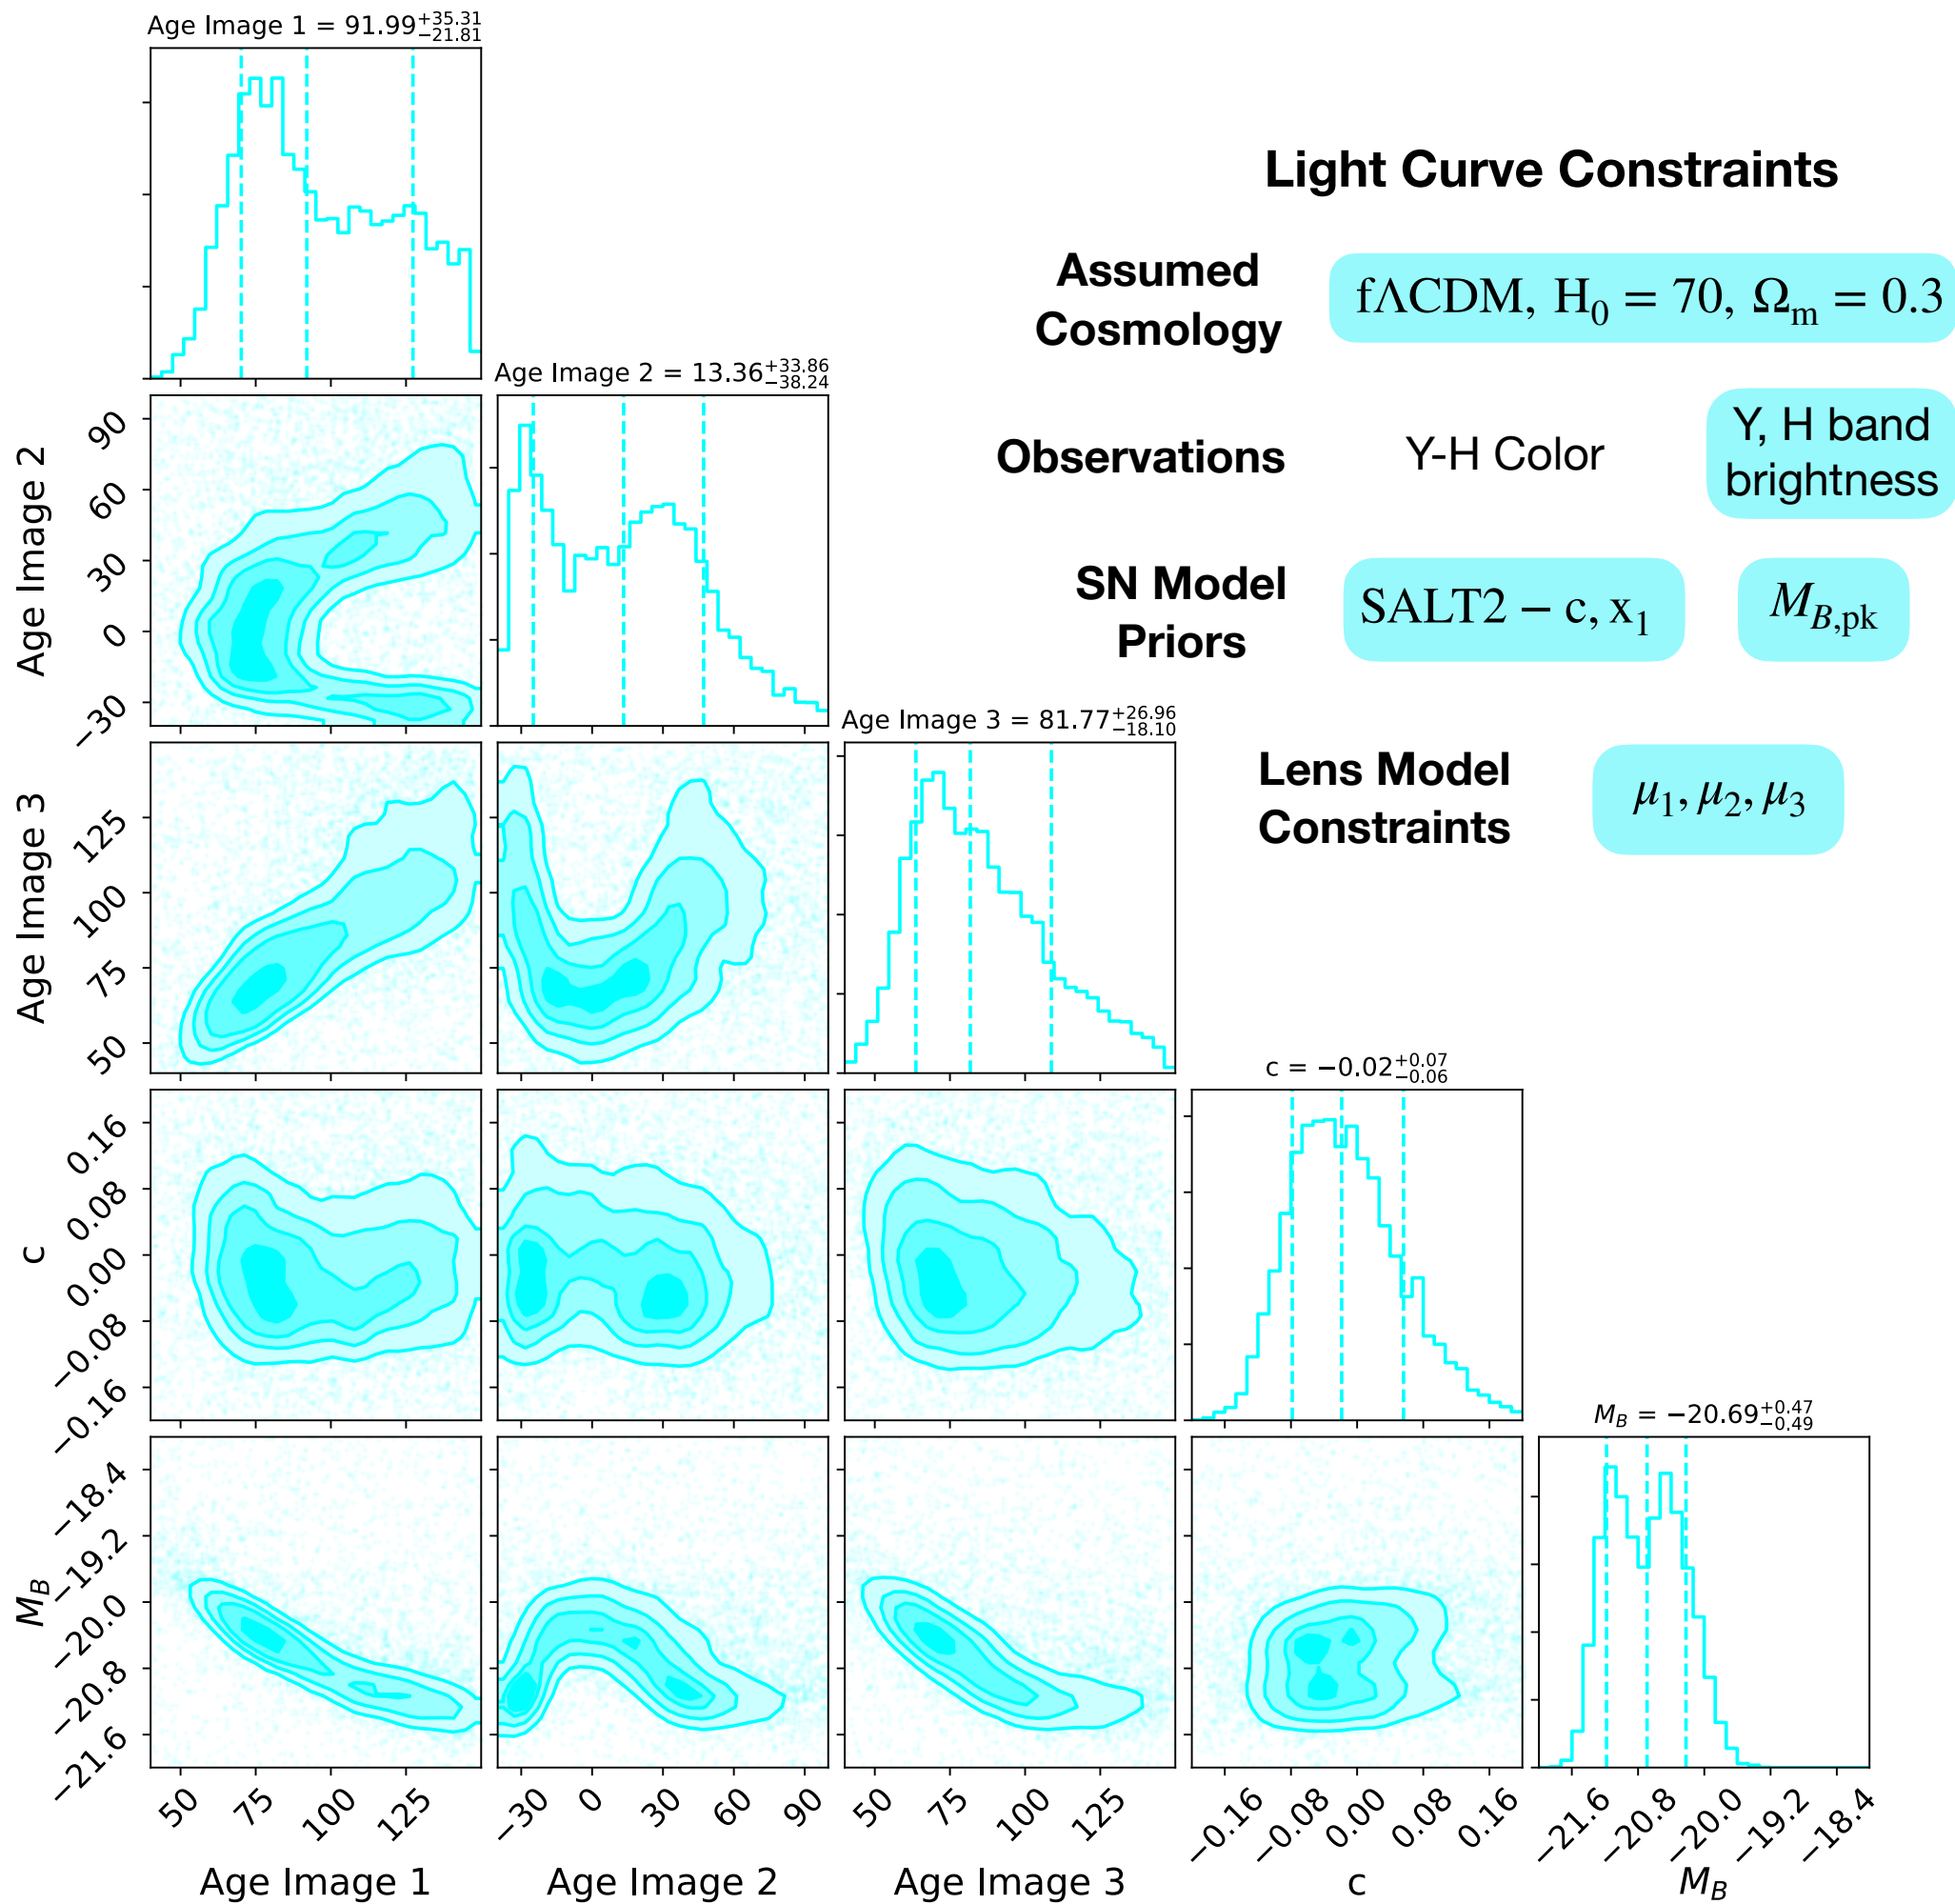 Age Image 1 = 91.99 +35.31 −21.81
Light Curve Constraints
Assumed
Cosmology
fΛCDM, H₀ = 70, Ωₘ = 0.3
Age Image 2 = 13.36 +33.86 −38.24
Observations
Y-H Color
Y, H band
brightness
SN Model
Priors
SALT2 − c, x₁
M_B,pk
Age Image 3 = 81.77 +26.96 −18.10
Lens Model
Constraints
μ₁, μ₂, μ₃
c = −0.02 +0.07 −0.06
M_B = −20.69 +0.47 −0.49
Age Image 2
90
60
30
0
−30
Age Image 3
125
100
75
50
c
0.16
0.08
0.00
−0.08
−0.16
M_B
−18.4
−19.2
−20.0
−20.8
−21.6
50 75 100 125
−30 0 30 60 90
50 75 100 125
−0.16 −0.08 0.00 0.08 0.16
−21.6 −20.8 −20.0 −19.2 −18.4
Age Image 1
Age Image 2
Age Image 3
c
M_B